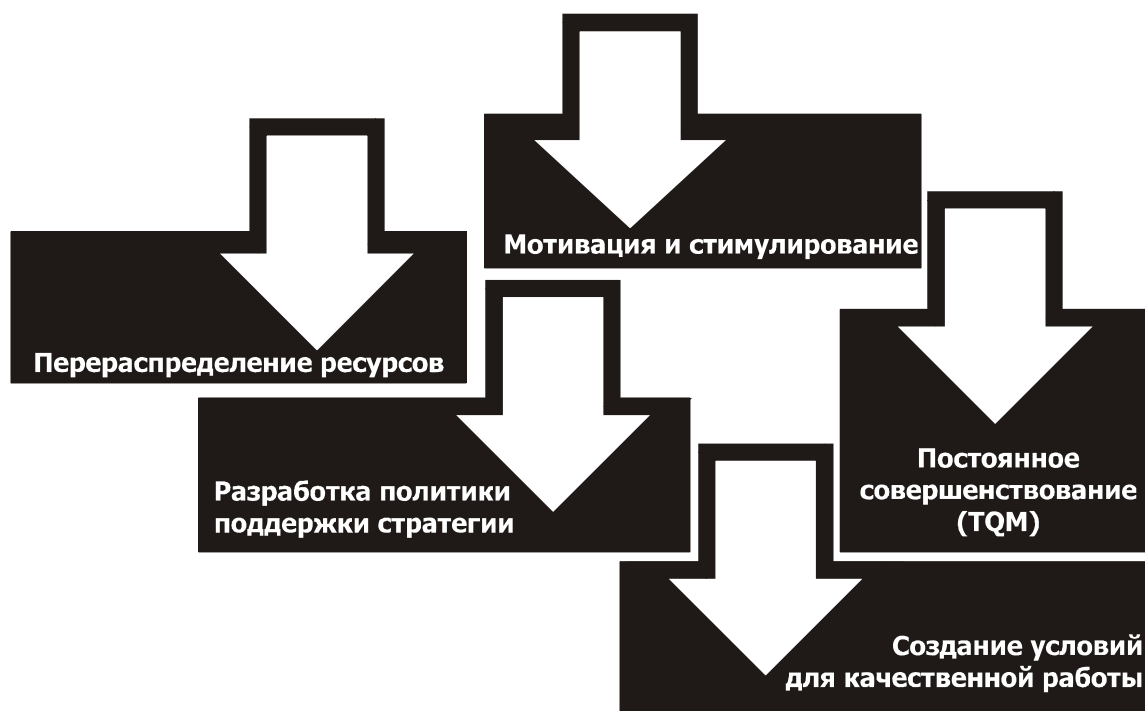 Мотивация и стимулирование
Перераспределение ресурсов
Разработка политики
поддержки стратегии
Постоянное
совершенствование
(TQM)
Создание условий
для качественной работы